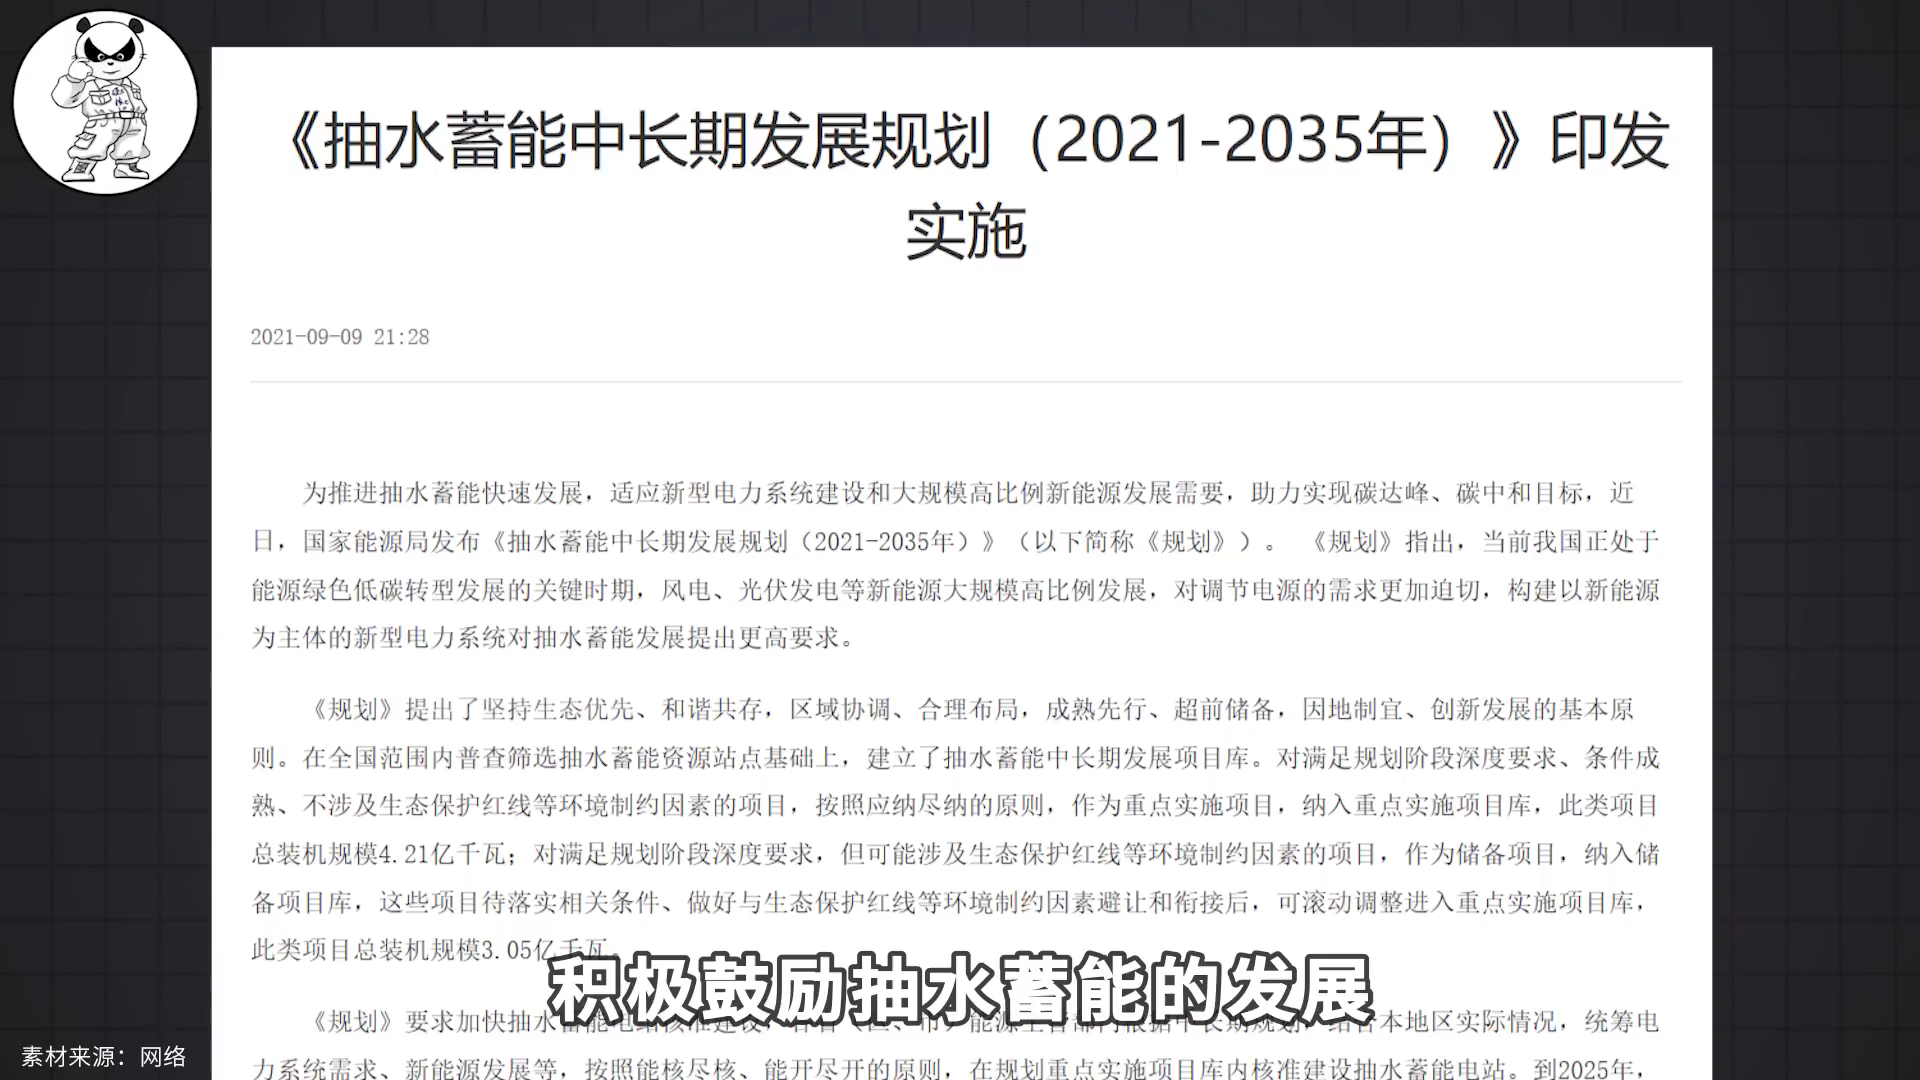 《抽水蓄能中长期发展规划（2021-2035年）》印发
实施
2021-09-09 21:28
为推进抽水蓄能快速发展，适应新型电力系统建设和大规模高比例新能源发展需要，助力实现碳达峰、碳中和目标，近
日，国家能源局发布《抽水蓄能中长期发展规划（2021-2035年）》（以下简称《规划》）。 《规划》指出，当前我国正处于
能源绿色低碳转型发展的关键时期，风电、光伏发电等新能源大规模高比例发展，对调节电源的需求更加迫切，构建以新能源
为主体的新型电力系统对抽水蓄能发展提出更高要求。
《规划》提出了坚持生态优先、和谐共存，区域协调、合理布局，成熟先行、超前储备，因地制宜、创新发展的基本原
则。在全国范围内普查筛选抽水蓄能资源站点基础上，建立了抽水蓄能中长期发展项目库。对满足规划阶段深度要求、条件成
熟、不涉及生态保护红线等环境制约因素的项目，按照应纳尽纳的原则，作为重点实施项目，纳入重点实施项目库，此类项目
总装机规模4.21亿千瓦；对满足规划阶段深度要求，但可能涉及生态保护红线等环境制约因素的项目，作为储备项目，纳入储
备项目库，这些项目待落实相关条件、做好与生态保护红线等环境制约因素避让和衔接后，可滚动调整进入重点实施项目库，
此类项目总装机规模3.05亿千瓦。
积极鼓励抽水蓄能的发展
《规划》要求加快抽水 本地区实际情况，统筹电
力系统需求、新能源发展等，按照能核尽核、能开尽开的原则，在规划重点实施项目库内核准建设抽水蓄能电站。到2025年，
素材来源：网络